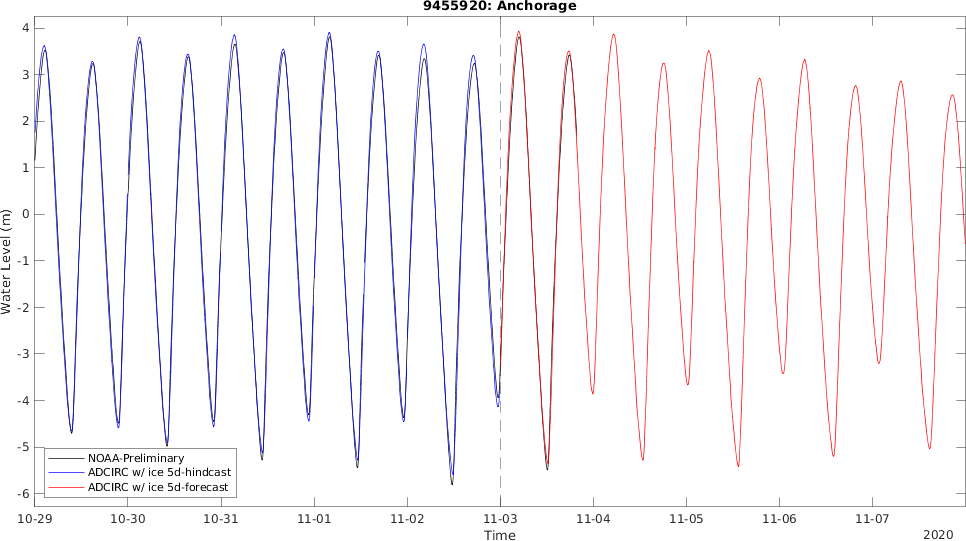 9455920: Anchorage
4
3
2
1
0
-1
-2
-3
-4
-5
-6
Water Level (m)
NOAA-Preliminary
ADCIRC w/ ice 5d-hindcast
ADCIRC w/ ice 5d-forecast
10-29 10-30 10-31 11-01 11-02 11-03 11-04 11-05 11-06 11-07
Time
2020